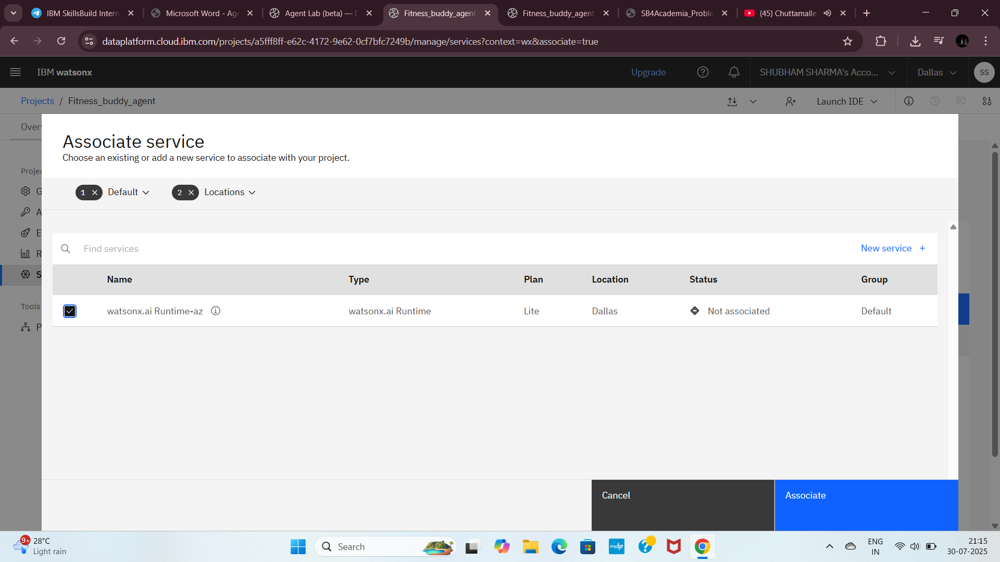 IBM SkillsBuild Intern
Microsoft Word - Ag
Agent Lab (beta) —
Fitness_buddy_agent
Fitness_buddy_agent
SB4Academia_Proble
(45) Chuttamalle
dataplatform.cloud.ibm.com/projects/a5fff8ff-e62c-4172-9e62-0cf7bfc7249b/manage/services?context=wx&associate=true
IBM watsonx
Upgrade
SHUBHAM SHARMA's Acco...
Dallas
SS
Projects / Fitness_buddy_agent
Launch IDE
Over
Associate service
Choose an existing or add a new service to associate with your project.
Projec
G
A
E
R
S
Tools
P
1 Default
2 Locations
Find services
New service +
Name Type Plan Location Status Group
watsonx.ai Runtime-az watsonx.ai Runtime Lite Dallas Not associated Default
Cancel
Associate
9+
28°C
Light rain
Search
myhp
ENG
IN
21:15
30-07-2025